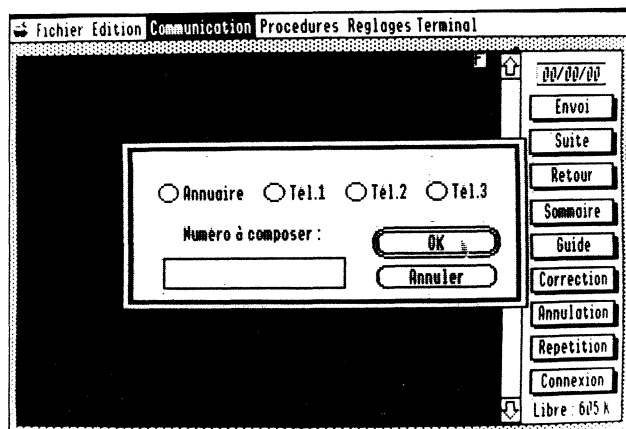 Fichier Edition Communication Procedures Reglages Terminal
F
00/00/00
Envoi
Suite
Retour
Sommaire
Guide
Correction
Annulation
Repetition
Connexion
Libre : 605 K
Annuaire Tél.1 Tél.2 Tél.3
Numéro à composer :
OK
Annuler